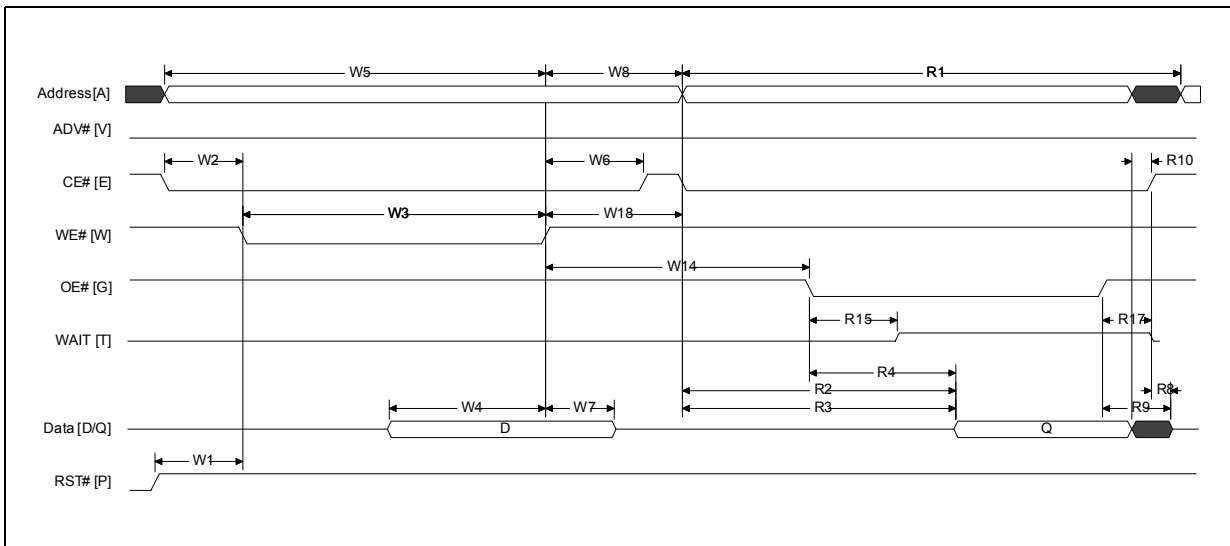 W5 W8 R1
Address [A]
ADV# [V]
W2 W6 R10
CE# [E]
W3 W18
WE# [W]
W14
OE# [G]
R15 R17
WAIT [T]
R4
R2 R8
W4 W7 R3 R9
Data [D/Q] D Q
W1
RST# [P]